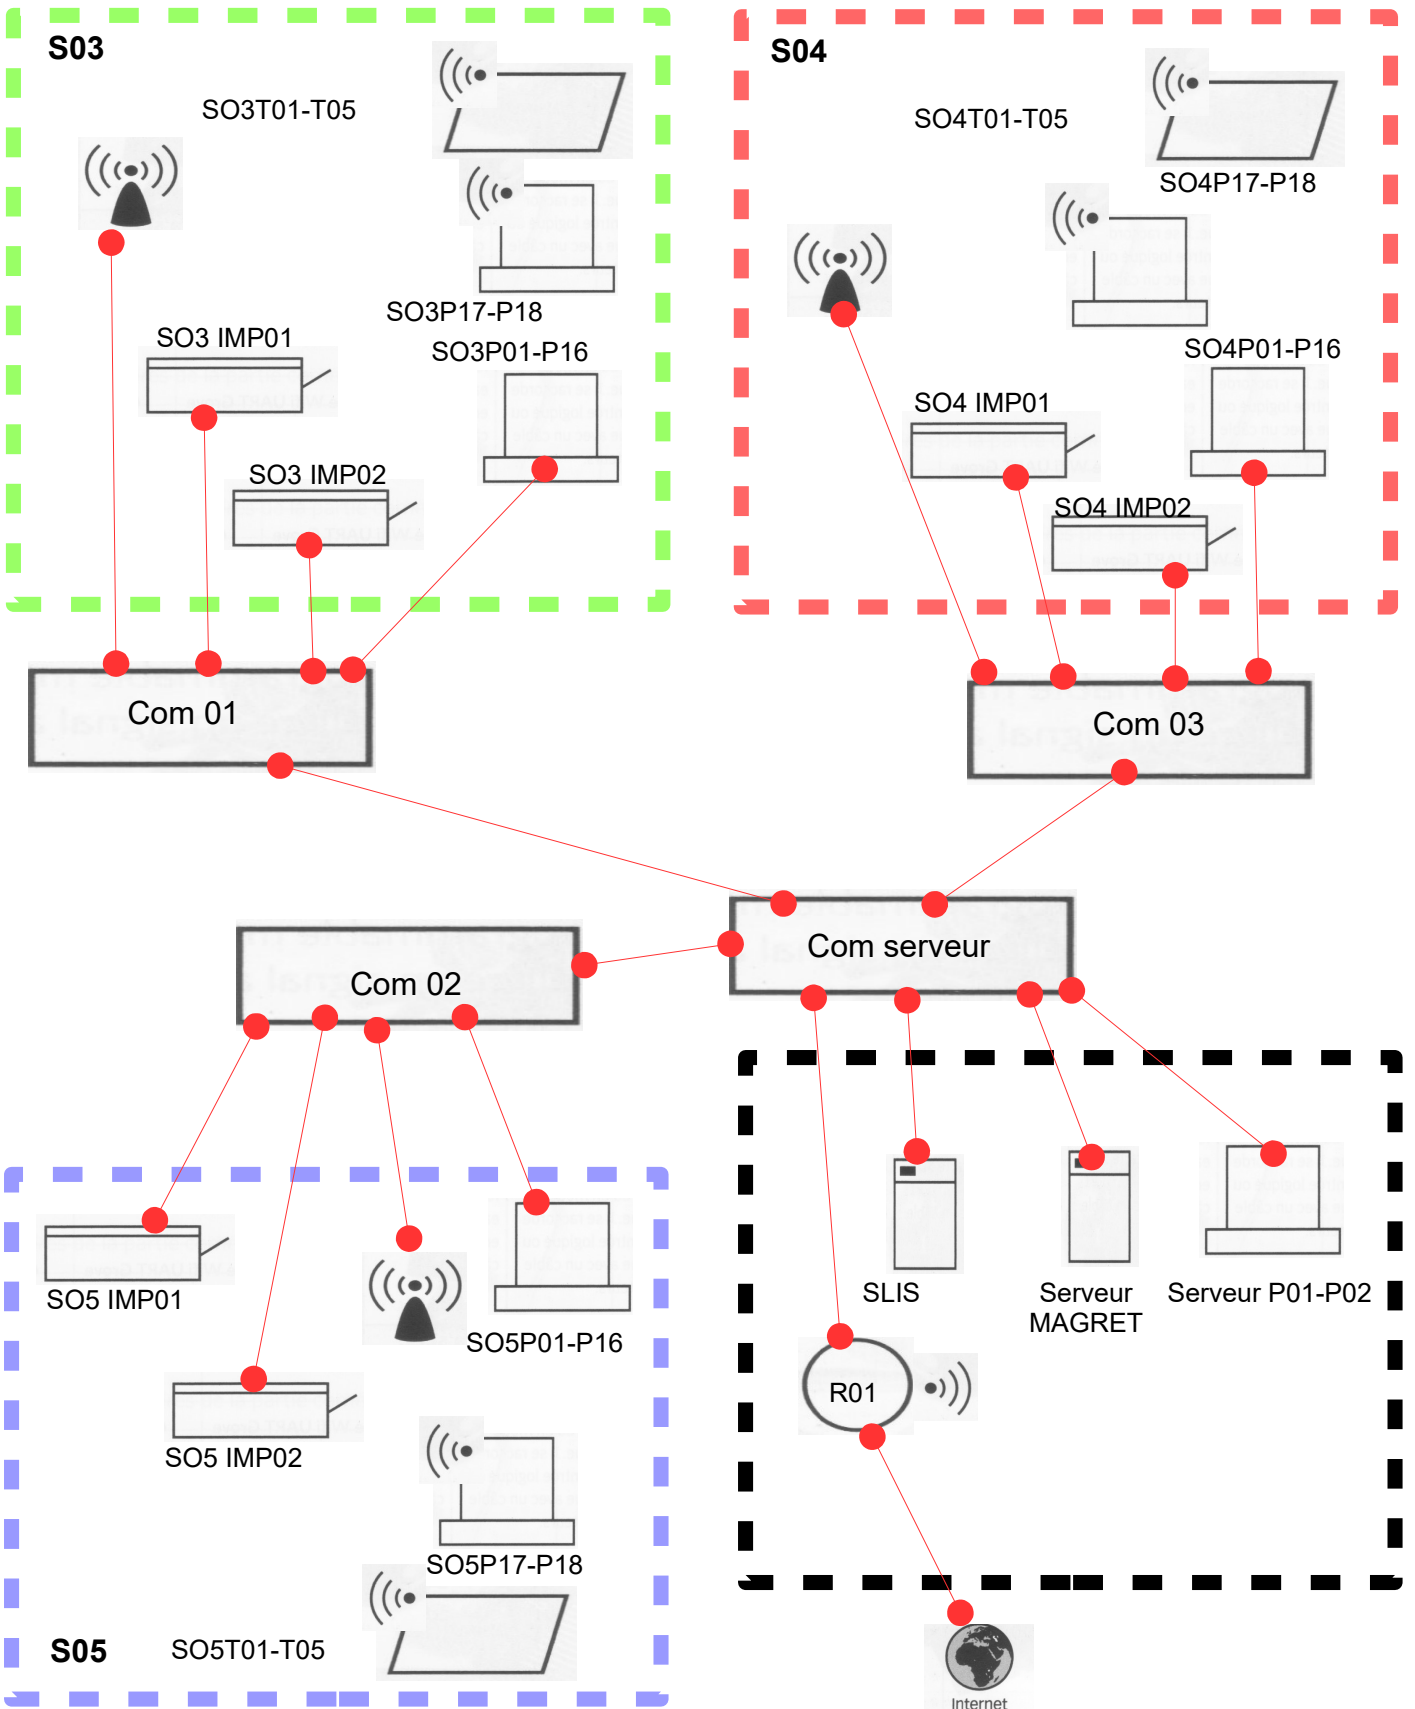 S03
SO3T01-T05
SO3P17-P18
SO3 IMP01
SO3P01-P16
SO3 IMP02
Com 01
S04
SO4T01-T05
SO4P17-P18
SO4P01-P16
SO4 IMP01
SO4 IMP02
Com 03
Com serveur
Com 02
SO5 IMP01
SO5P01-P16
SO5 IMP02
SO5P17-P18
S05
SO5T01-T05
SLIS
Serveur
MAGRET
Serveur P01-P02
R01
Internet